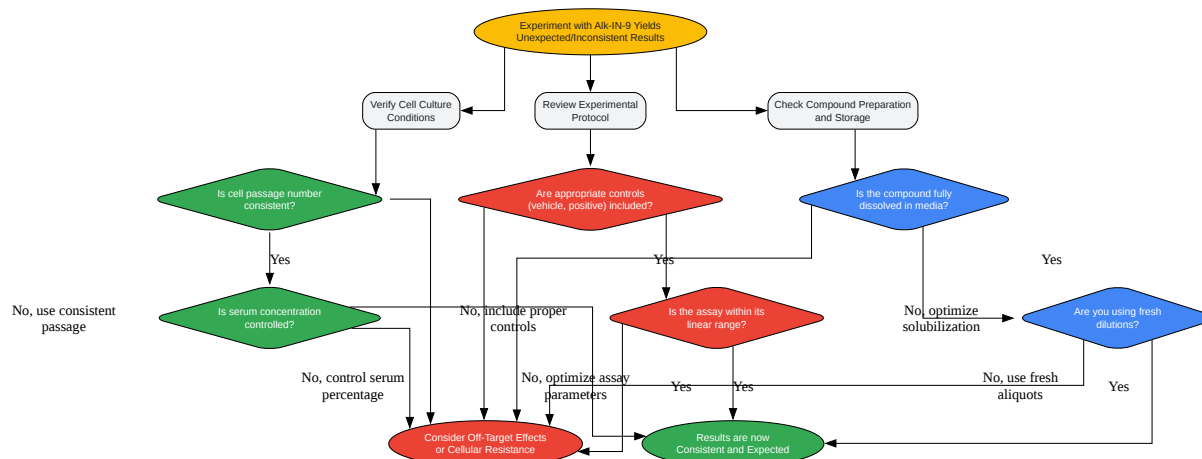 Experiment with Alk-IN-9 Yields
Unexpected/Inconsistent Results
Verify Cell Culture
Conditions
Review Experimental
Protocol
Check Compound Preparation
and Storage
Is cell passage number
consistent?
Are appropriate controls
(vehicle, positive) included?
Is the compound fully
dissolved in media?
Yes
Yes
Yes
No, use consistent
passage
Is serum concentration
controlled?
No, include proper
controls
Is the assay within its
linear range?
No, optimize
solubilization
Are you using fresh
dilutions?
No, control serum
percentage
No, optimize assay
parameters
Yes
Yes
No, use fresh
aliquots
Yes
Consider Off-Target Effects
or Cellular Resistance
Results are now
Consistent and Expected